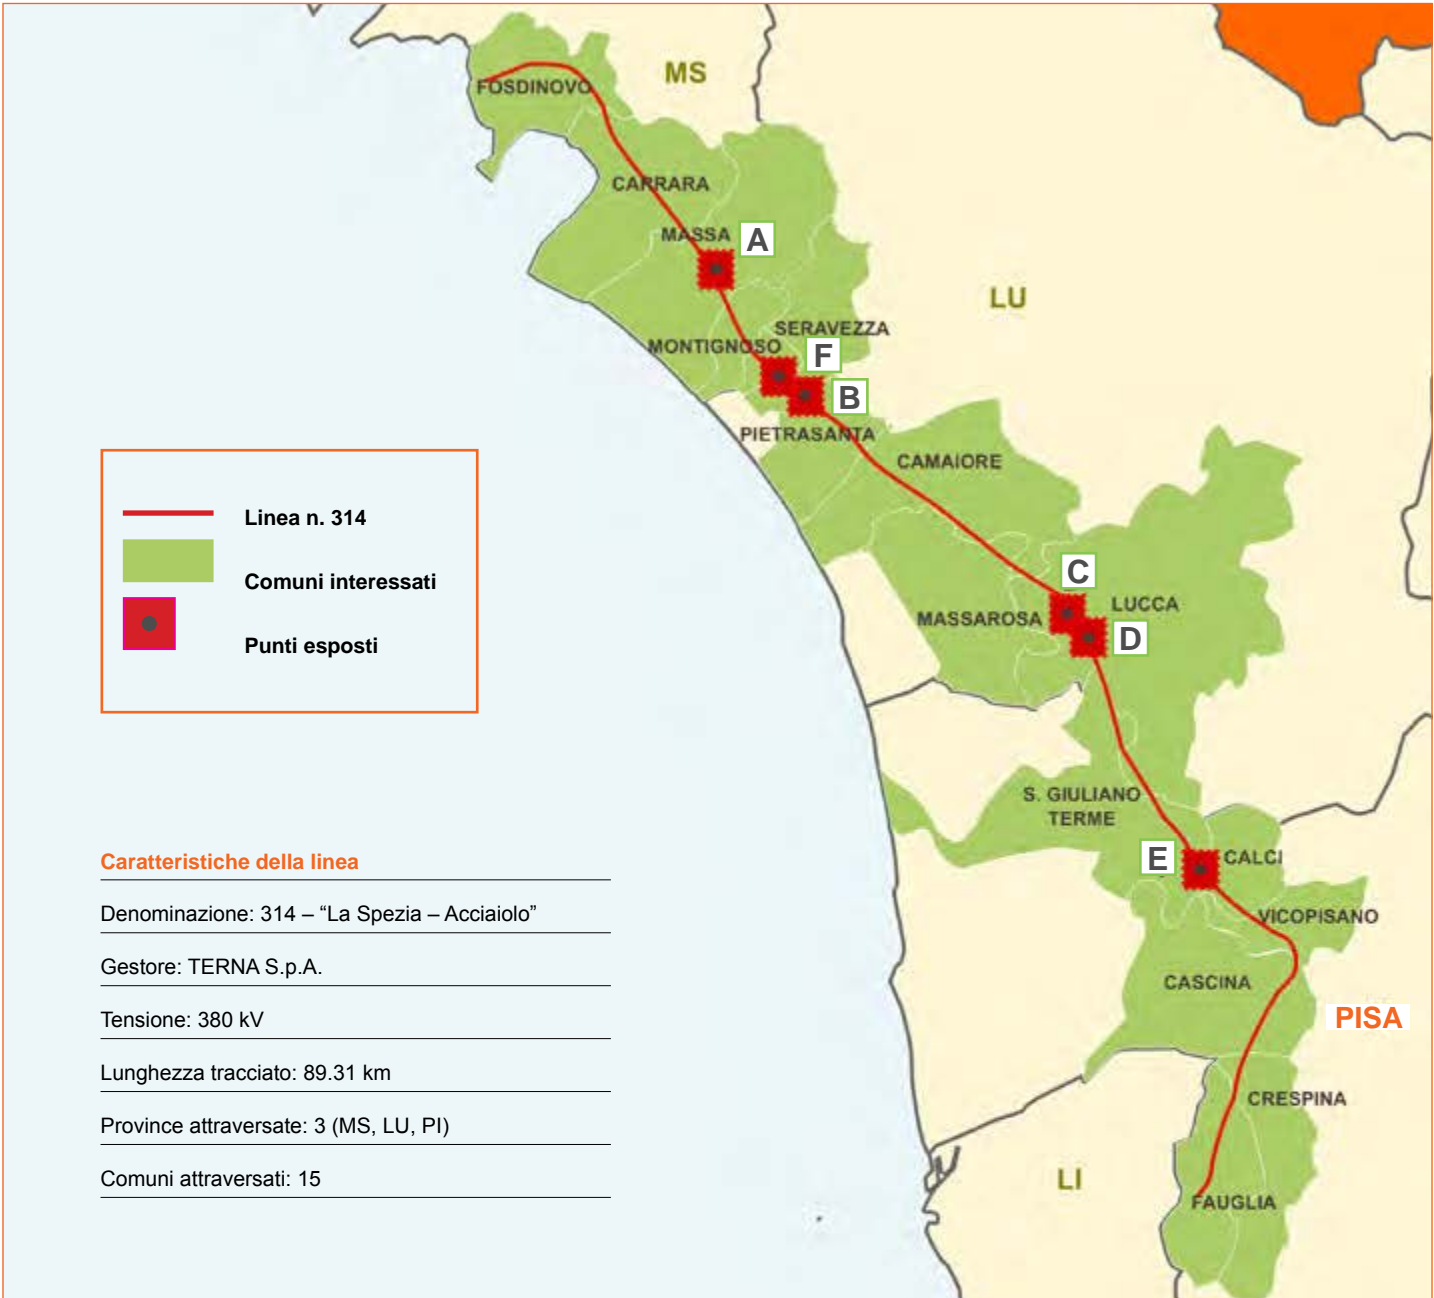 MS
FOSDINOVO
CARRARA
MASSA
A
LU
SERAVEZZA
MONTIGNOSO
F
B
PIETRASANTA
CAMAIORE
C
LUCCA
MASSAROSA
D
S. GIULIANO
TERME
E
CALCI
VICOPISANO
CASCINA
PISA
CRESPINA
LI
FAUGLIA
Linea n. 314
Comuni interessati
Punti esposti
Caratteristiche della linea
Denominazione: 314 – “La Spezia – Acciaiolo”
Gestore: TERNA S.p.A.
Tensione: 380 kV
Lunghezza tracciato: 89.31 km
Province attraversate: 3 (MS, LU, PI)
Comuni attraversati: 15